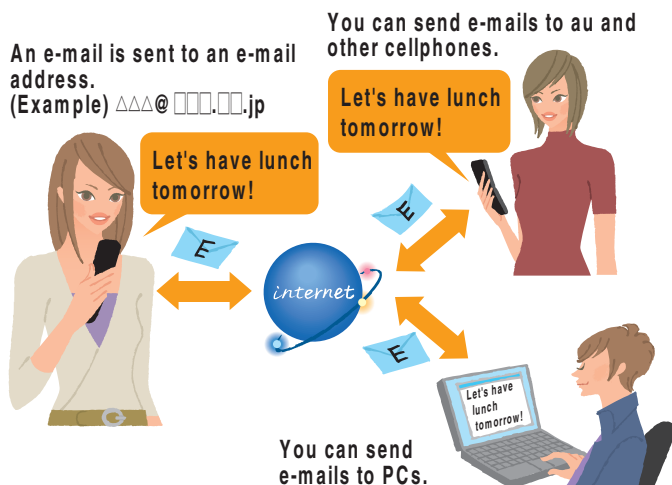 An e-mail is sent to an e-mail
address.
(Example) △△△@□□□.□□.jp
Let's have lunch
tomorrow!
You can send e-mails to au and
other cellphones.
Let's have lunch
tomorrow!
E
E
internet
E
Let's have
lunch
tomorrow!
You can send
e-mails to PCs.